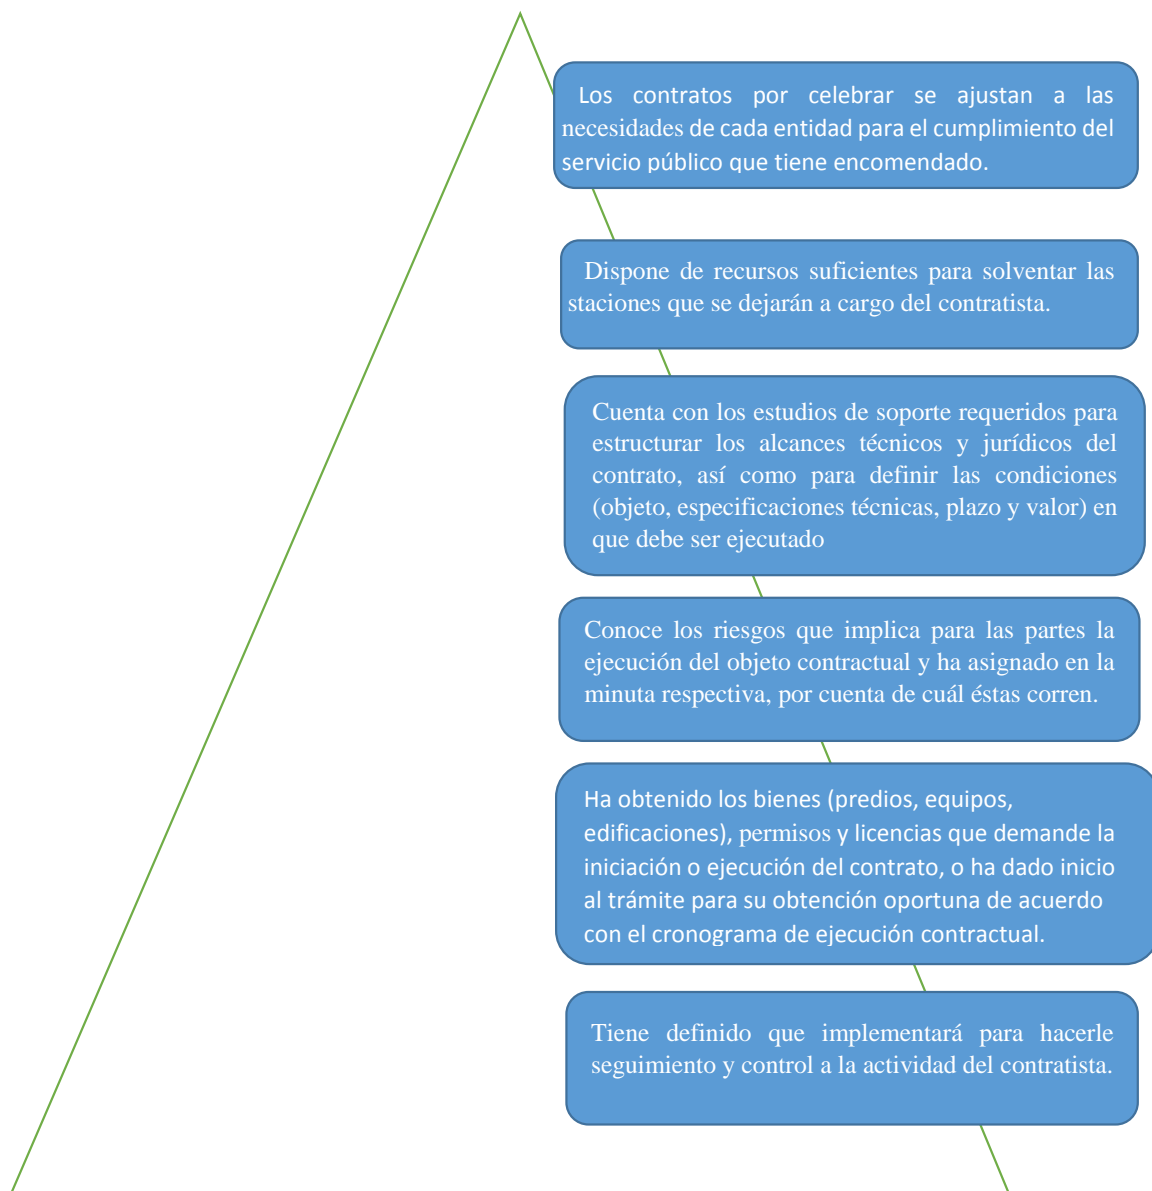 Los contratos por celebrar se ajustan a las
necesidades de cada entidad para el cumplimiento del
servicio público que tiene encomendado.
Dispone de recursos suficientes para solventar las
staciones que se dejarán a cargo del contratista.
Cuenta con los estudios de soporte requeridos para
estructurar los alcances técnicos y jurídicos del
contrato, así como para definir las condiciones
(objeto, especificaciones técnicas, plazo y valor) en
que debe ser ejecutado
Conoce los riesgos que implica para las partes la
ejecución del objeto contractual y ha asignado en la
minuta respectiva, por cuenta de cuál éstas corren.
Ha obtenido los bienes (predios, equipos,
edificaciones), permisos y licencias que demande la
iniciación o ejecución del contrato, o ha dado inicio
al trámite para su obtención oportuna de acuerdo
con el cronograma de ejecución contractual.
Tiene definido que implementará para hacerle
seguimiento y control a la actividad del contratista.